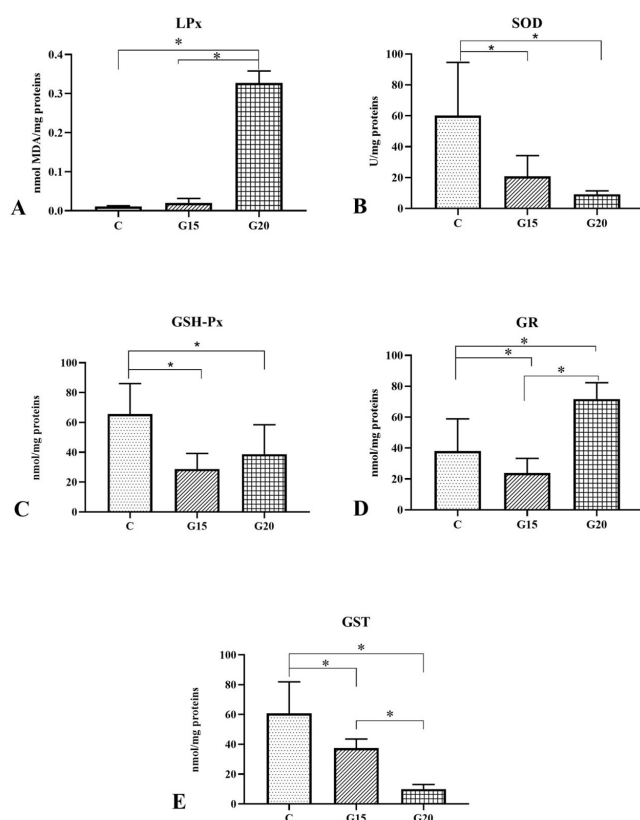 LPx
*
*
nmol MDA/mg proteins
0.4
0.3
0.2
0.1
0.0
C G15 G20
A
SOD
*
*
U/mg proteins
100
80
60
40
20
0
C G15 G20
B
GSH-Px
*
*
nmol/mg proteins
100
80
60
40
20
0
C G15 G20
C
GR
*
*
*
nmol/mg proteins
100
80
60
40
20
0
C G15 G20
D
GST
*
*
*
nmol/mg proteins
100
80
60
40
20
0
C G15 G20
E